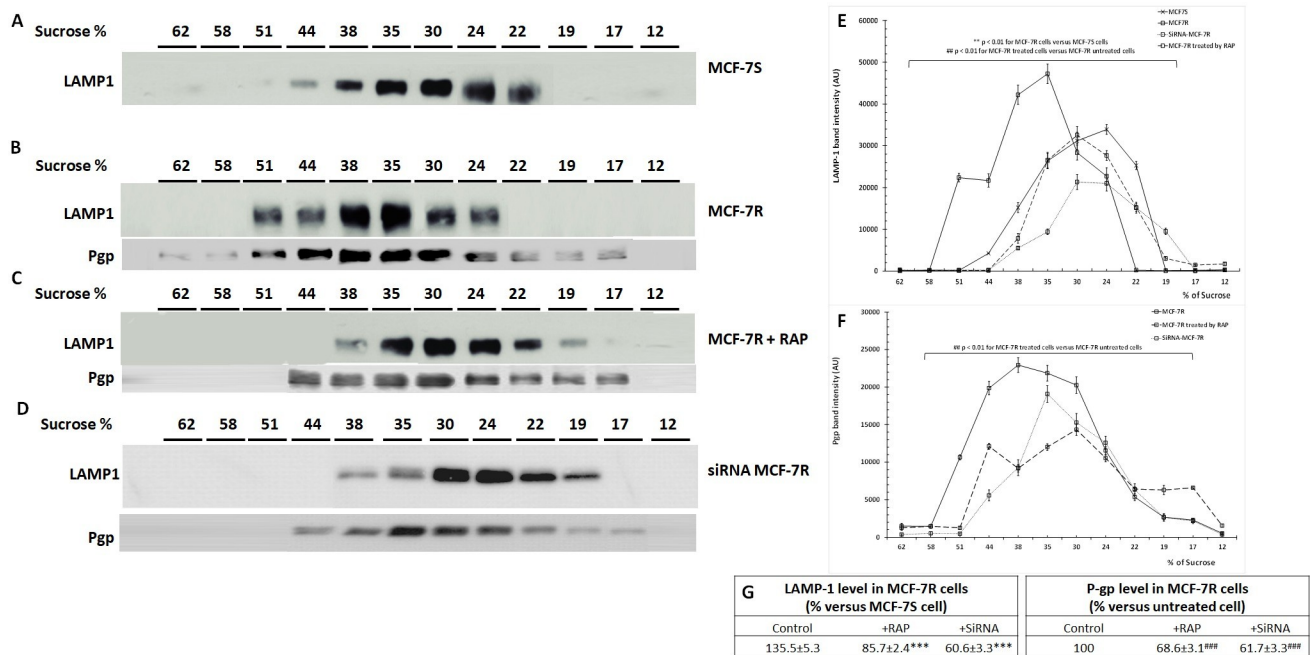 A
Sucrose % 62 58 51 44 38 35 30 24 22 19 17 12
LAMP1
MCF-7S
B
Sucrose % 62 58 51 44 38 35 30 24 22 19 17 12
LAMP1
MCF-7R
Pgp
C
Sucrose % 62 58 51 44 38 35 30 24 22 19 17 12
LAMP1
MCF-7R + RAP
Pgp
D
Sucrose % 62 58 51 44 38 35 30 24 22 19 17 12
LAMP1
siRNA MCF-7R
Pgp
E
MCF7S
MCF7R
SiRNA-MCF-7R
MCF-7R treated by RAP
** p < 0.01 for MCF-7R cells versus MCF-7S cells
## p < 0.01 for MCF-7R treated cells versus MCF-7R untreated cells
LAMP-1 band intensity (AU)
60000
50000
40000
30000
20000
10000
0
62 58 51 44 38 35 30 24 22 19 17 12
% of Sucrose
F
MCF-7R
MCF-7R treated by RAP
SiRNA-MCF-7R
## p < 0.01 for MCF-7R treated cells versus MCF-7R untreated cells
Pgp band intensity (AU)
30000
25000
20000
15000
10000
5000
0
62 58 51 44 38 35 30 24 22 19 17 12
% of Sucrose
G
LAMP-1 level in MCF-7R cells
(% versus MCF-7S cell)
Control +RAP +SiRNA
135.5±5.3 85.7±2.4*** 60.6±3.3***
P-gp level in MCF-7R cells
(% versus untreated cell)
Control +RAP +SiRNA
100 68.6±3.1### 61.7±3.3###